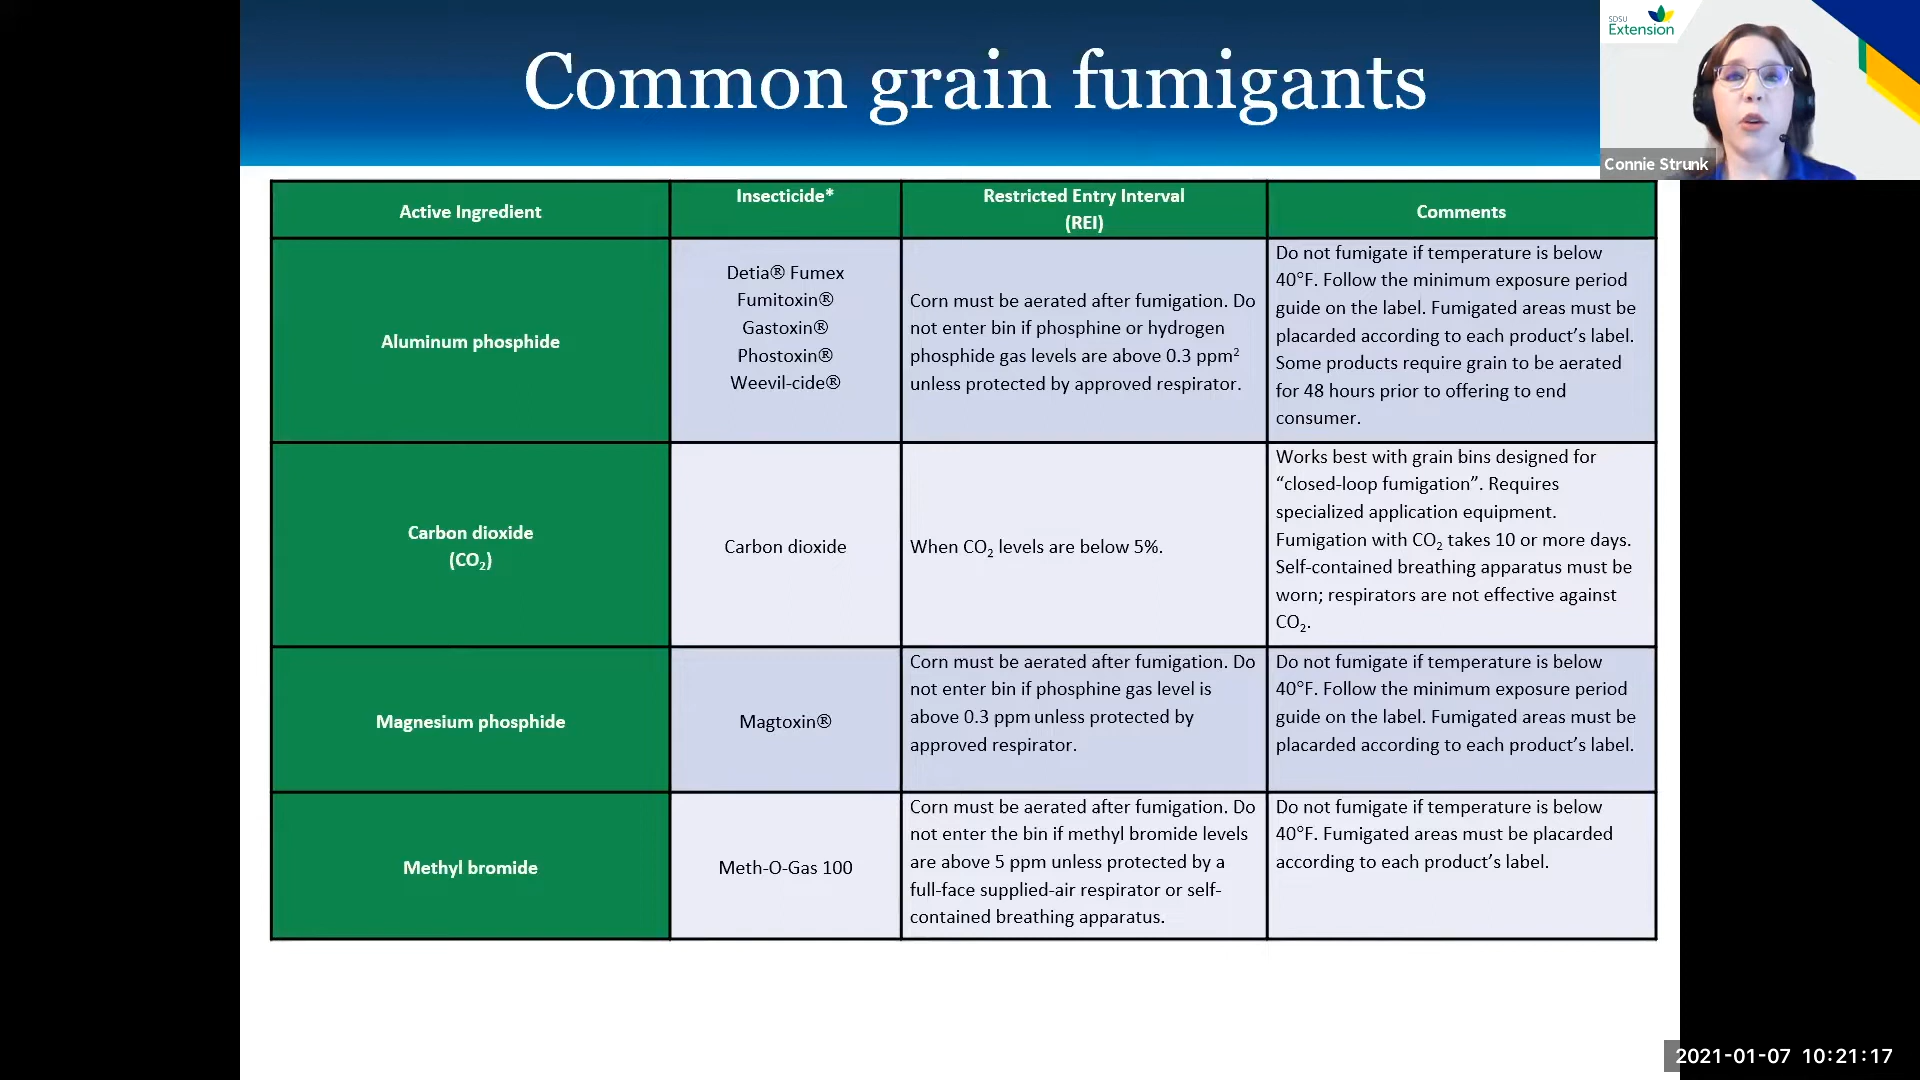 Common grain fumigants
SDSU
Extension
Connie Strunk
Active Ingredient
Insecticide*
Restricted Entry Interval
(REI)
Comments
Aluminum phosphide
Detia® Fumex
Fumitoxin®
Gastoxin®
Phostoxin®
Weevil-cide®
Corn must be aerated after fumigation. Do
not enter bin if phosphine or hydrogen
phosphide gas levels are above 0.3 ppm²
unless protected by approved respirator.
Do not fumigate if temperature is below
40°F. Follow the minimum exposure period
guide on the label. Fumigated areas must be
placarded according to each product’s label.
Some products require grain to be aerated
for 48 hours prior to offering to end
consumer.
Carbon dioxide
(CO₂)
Carbon dioxide
When CO₂ levels are below 5%.
Works best with grain bins designed for
“closed-loop fumigation”. Requires
specialized application equipment.
Fumigation with CO₂ takes 10 or more days.
Self-contained breathing apparatus must be
worn; respirators are not effective against
CO₂.
Magnesium phosphide
Magtoxin®
Corn must be aerated after fumigation. Do
not enter bin if phosphine gas level is
above 0.3 ppm unless protected by
approved respirator.
Do not fumigate if temperature is below
40°F. Follow the minimum exposure period
guide on the label. Fumigated areas must be
placarded according to each product’s label.
Methyl bromide
Meth-O-Gas 100
Corn must be aerated after fumigation. Do
not enter the bin if methyl bromide levels
are above 5 ppm unless protected by a
full-face supplied-air respirator or self-
contained breathing apparatus.
Do not fumigate if temperature is below
40°F. Fumigated areas must be placarded
according to each product’s label.
2021-01-07 10:21:17